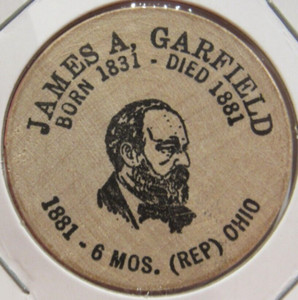 JAMES A. GARFIELD
BORN 1831 - DIED 1881
1881 - 6 MOS. (REP) OHIO